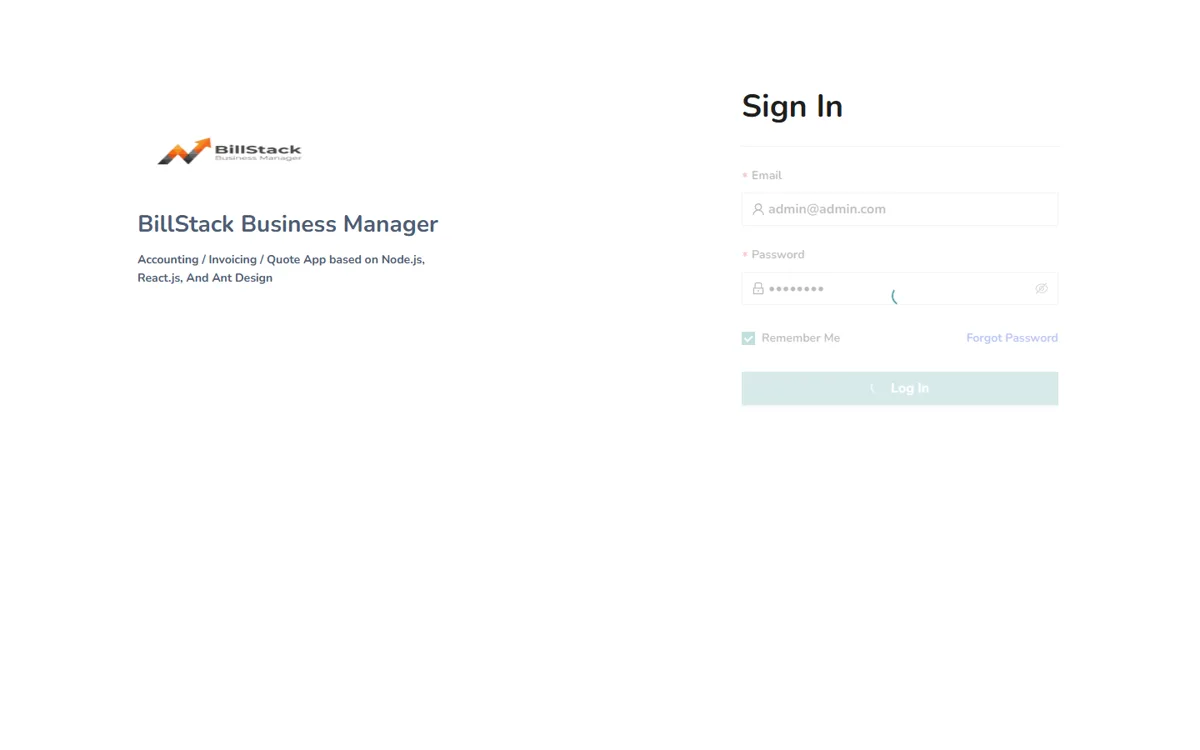 BillStack
Business Manager
BillStack Business Manager
Accounting / Invoicing / Quote App based on Node.js,
React.js, And Ant Design
Sign In
* Email
admin@admin.com
* Password
••••••••
Remember Me
Forgot Password
Log In